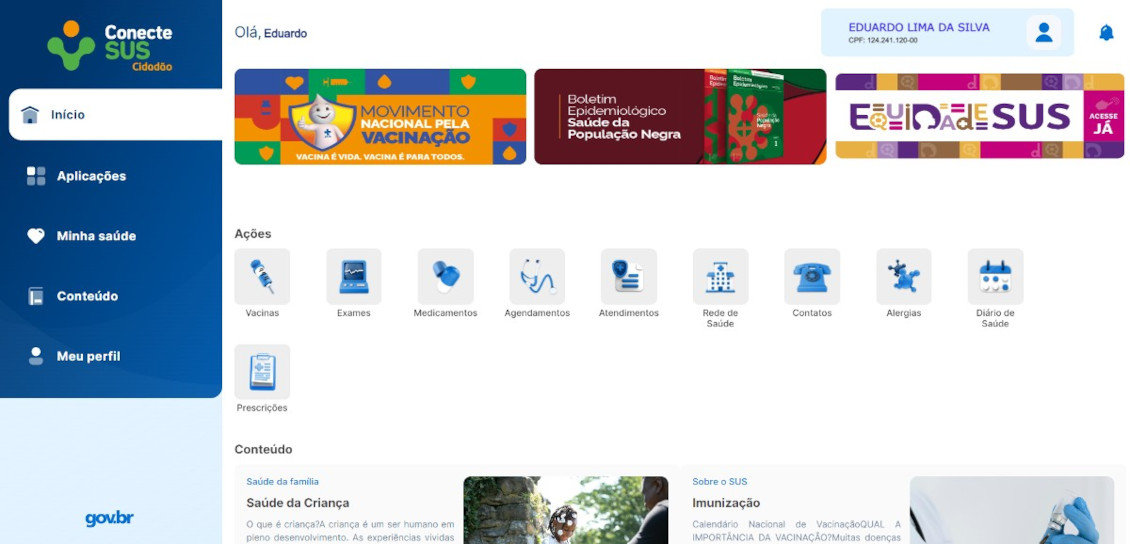 Conecte
SUS
Cidadão
Início
Aplicações
Minha saúde
Conteúdo
Meu perfil
gov.br
Olá, Eduardo
EDUARDO LIMA DA SILVA
CPF: 124.241.120-00
MOVIMENTO
NACIONAL PELA
VACINAÇÃO
VACINA É VIDA. VACINA É PARA TODOS.
Boletim
Epidemiológico
Saúde da
População Negra
EQUIDADE SUS
ACESSE
JÁ
Ações
Vacinas
Exames
Medicamentos
Agendamentos
Atendimentos
Rede de
Saúde
Contatos
Alergias
Diário de
Saúde
Prescrições
Conteúdo
Saúde da família
Saúde da Criança
O que é criança?A criança é um ser humano em
pleno desenvolvimento. As experiências vividas
Sobre o SUS
Imunização
Calendário Nacional de VacinaçãoQUAL A
IMPORTÂNCIA DA VACINAÇÃO?Muitas doenças